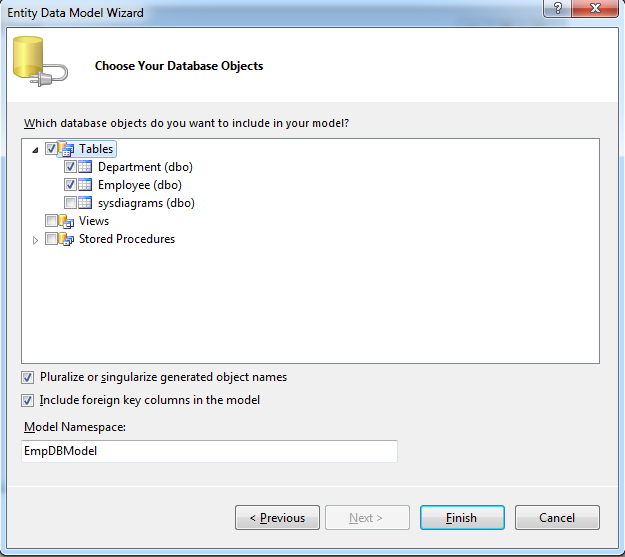 Entity Data Model Wizard
?
Choose Your Database Objects
Which database objects do you want to include in your model?
Tables
Department (dbo)
Employee (dbo)
sysdiagrams (dbo)
Views
Stored Procedures
Pluralize or singularize generated object names
Include foreign key columns in the model
Model Namespace:
EmpDBModel
< Previous Next > Finish Cancel